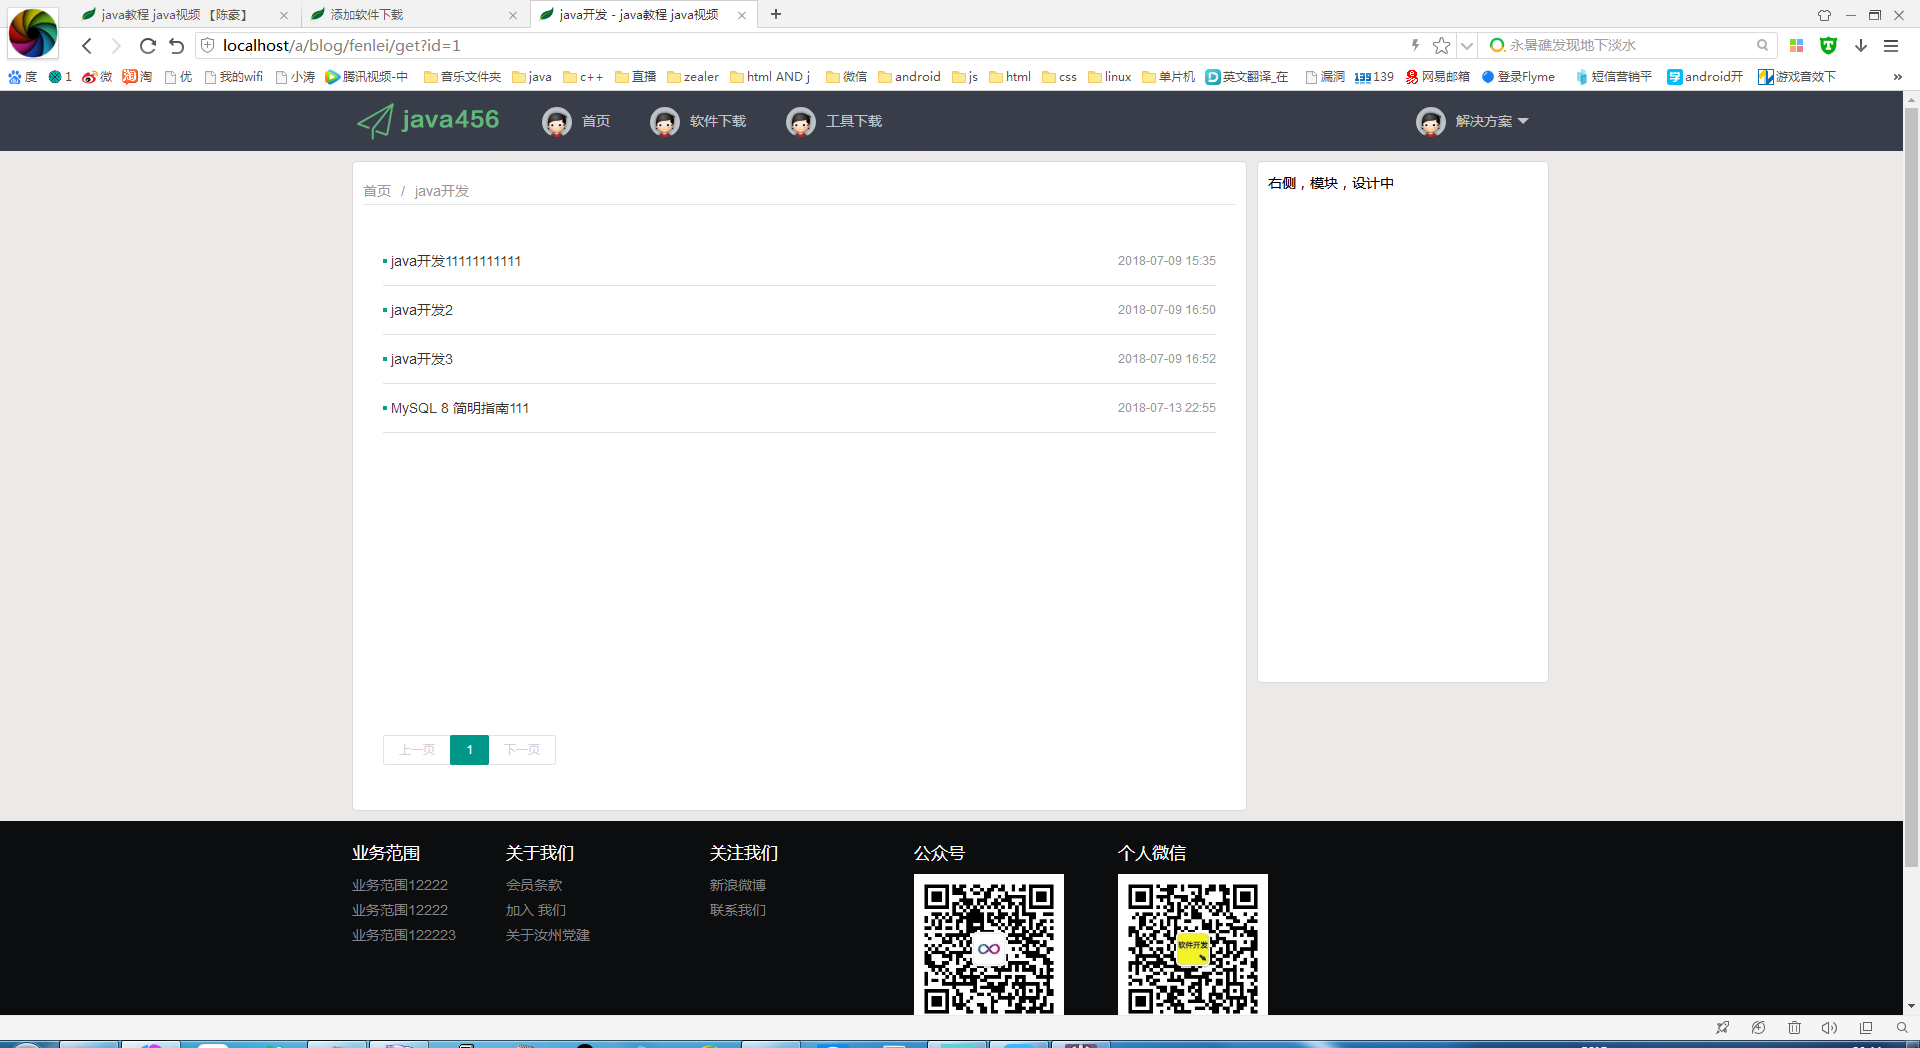 java教程 java视频 【陈豪】
添加软件下载
java开发 - java教程 java视频
localhost/a/blog/fenlei/get?id=1
永暑礁发现地下淡水
度 1 微 淘 优 我的wifi 小涛 腾讯视频-中 音乐文件夹 java c++ 直播 zealer html AND j 微信 android js html css linux 单片机 英文翻译_在 漏洞 139 网易邮箱 登录Flyme 短信营销平 android开 游戏音效下
java456
首页
软件下载
工具下载
解决方案
首页 / java开发
右侧，模块，设计中
java开发11111111111 2018-07-09 15:35
java开发2 2018-07-09 16:50
java开发3 2018-07-09 16:52
MySQL 8 简明指南111 2018-07-13 22:55
上一页 1 下一页
业务范围
业务范围12222
业务范围12222
业务范围122223
关于我们
会员条款
加入 我们
关于汝州党建
关注我们
新浪微博
联系我们
公众号
个人微信
软件开发